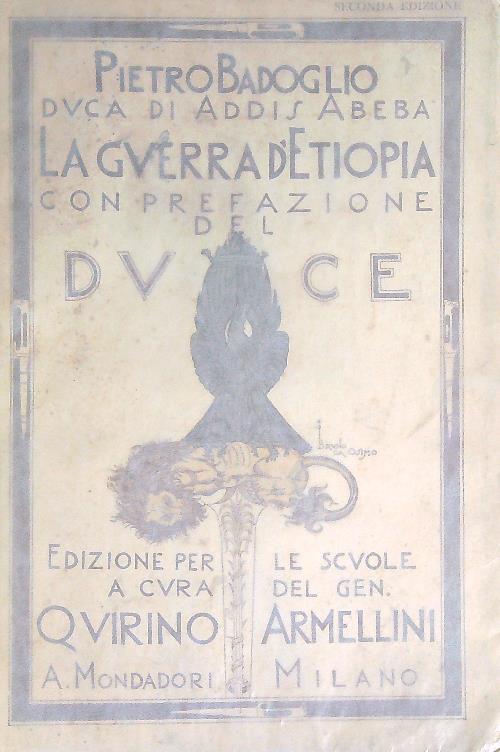 SECONDA EDIZIONE
PIETRO BADOGLIO
DVCA DI ADDIS ABEBA
LA GVERRA D'ETIOPIA
CON PREFAZIONE
DEL
DVCE
EDIZIONE PER LE SCVOLE
A CVRA DEL GEN.
QVIRINO ARMELLINI
A. MONDADORI MILANO